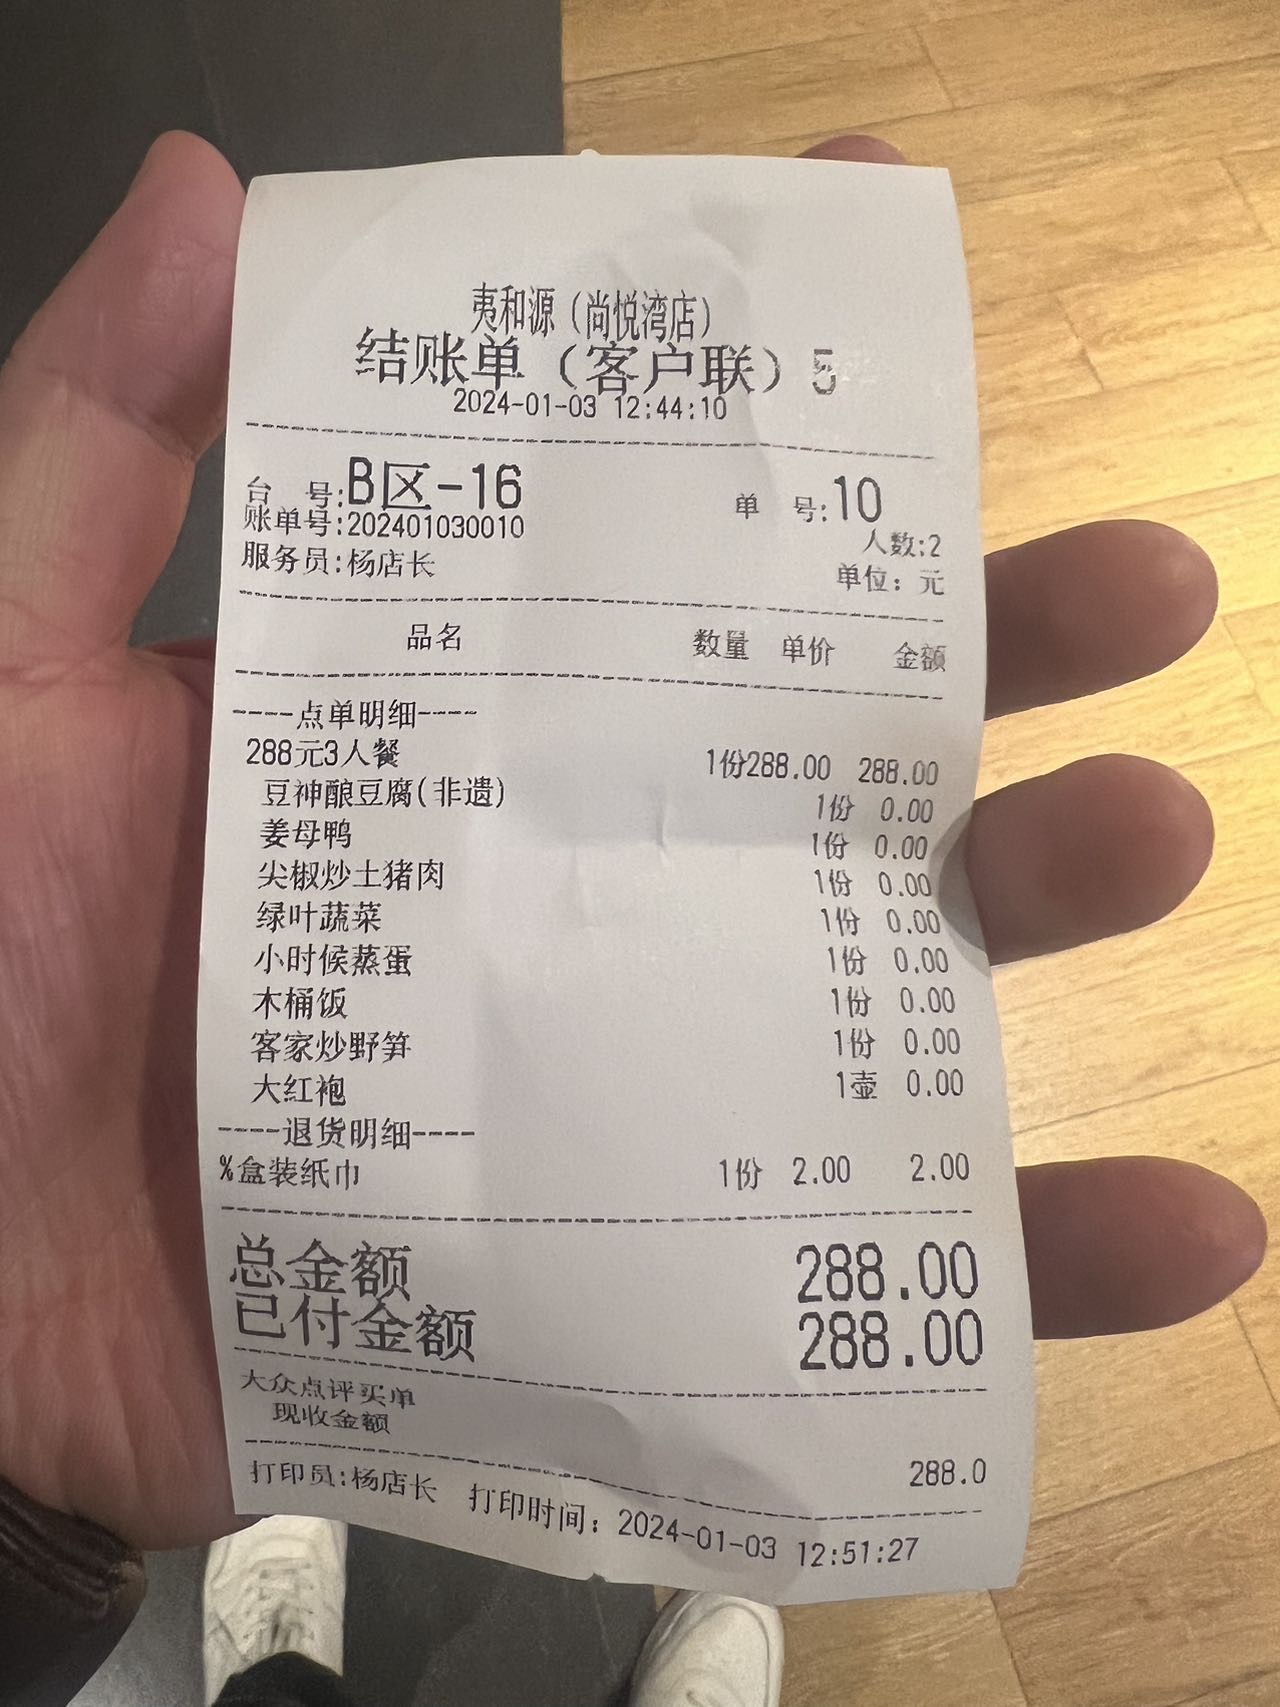 夷和源（尚悦湾店）
结账单（客户联）5
2024-01-03 12:44:10
台　号:B区-16　单　号:10
账单号:202401030010　人数:2
服务员:杨店长　单位：元
品名　数量　单价　金额
----点单明细----
288元3人餐　1份288.00　288.00
豆神酿豆腐(非遗)　1份　0.00
姜母鸭　1份　0.00
尖椒炒土猪肉　1份　0.00
绿叶蔬菜　1份　0.00
小时候蒸蛋　1份　0.00
木桶饭　1份　0.00
客家炒野笋　1份　0.00
大红袍　1壶　0.00
----退货明细----
%盒装纸巾　1份　2.00　2.00
总金额　288.00
已付金额　288.00
大众点评买单
现收金额　288.0
打印员:杨店长　打印时间：2024-01-03 12:51:27